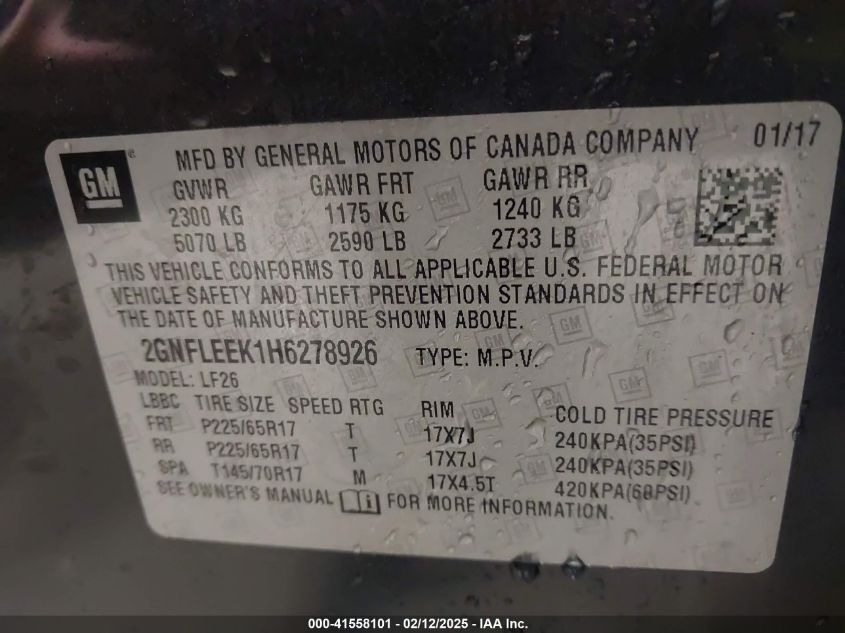 GM
MFD BY GENERAL MOTORS OF CANADA COMPANY 01/17
GVWR GAWR FRT GAWR RR
2300 KG 1175 KG 1240 KG
5070 LB 2590 LB 2733 LB
THIS VEHICLE CONFORMS TO ALL APPLICABLE U.S. FEDERAL MOTOR
VEHICLE SAFETY AND THEFT PREVENTION STANDARDS IN EFFECT ON
THE DATE OF MANUFACTURE SHOWN ABOVE.
2GNFLEEK1H6278926 TYPE: M.P.V.
MODEL: LF26
LBBC TIRE SIZE SPEED RTG RIM COLD TIRE PRESSURE
FRT P225/65R17 T 17X7J 240KPA(35PSI)
RR P225/65R17 T 17X7J 240KPA(35PSI)
SPA T145/70R17 M 17X4.5T 420KPA(60PSI)
SEE OWNER'S MANUAL FOR MORE INFORMATION.
000-41558101 - 02/12/2025 - IAA Inc.